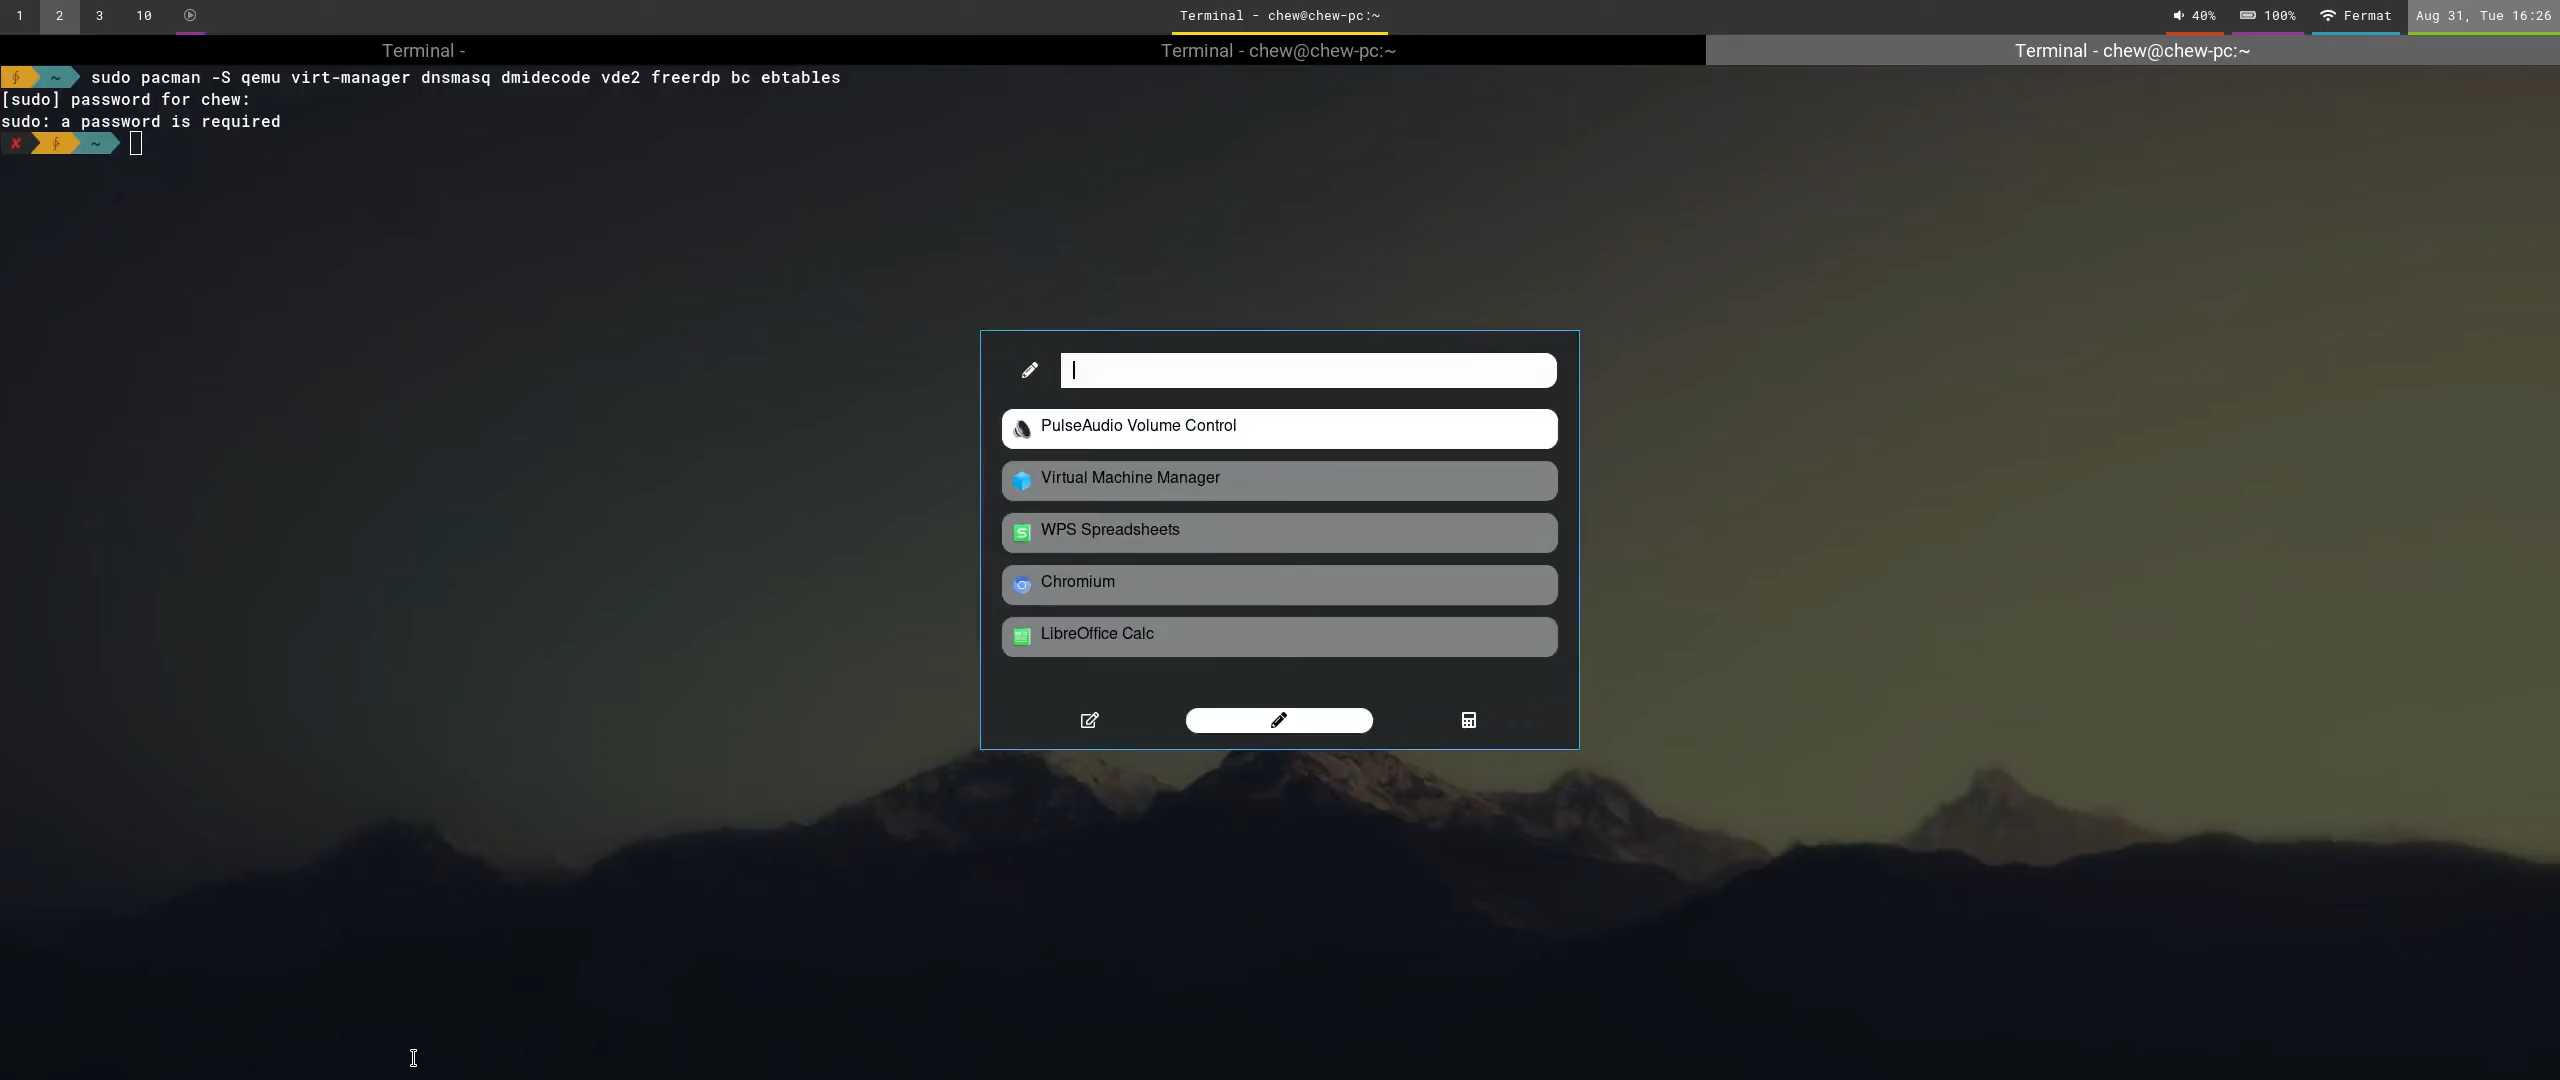 1 2 3 10 Terminal - chew@chew-pc:~ 40% 100% Fermat Aug 31, Tue 16:26
Terminal - Terminal - chew@chew-pc:~ Terminal - chew@chew-pc:~
~ sudo pacman -S qemu virt-manager dnsmasq dmidecode vde2 freerdp bc ebtables
[sudo] password for chew:
sudo: a password is required
~
PulseAudio Volume Control
Virtual Machine Manager
WPS Spreadsheets
Chromium
LibreOffice Calc